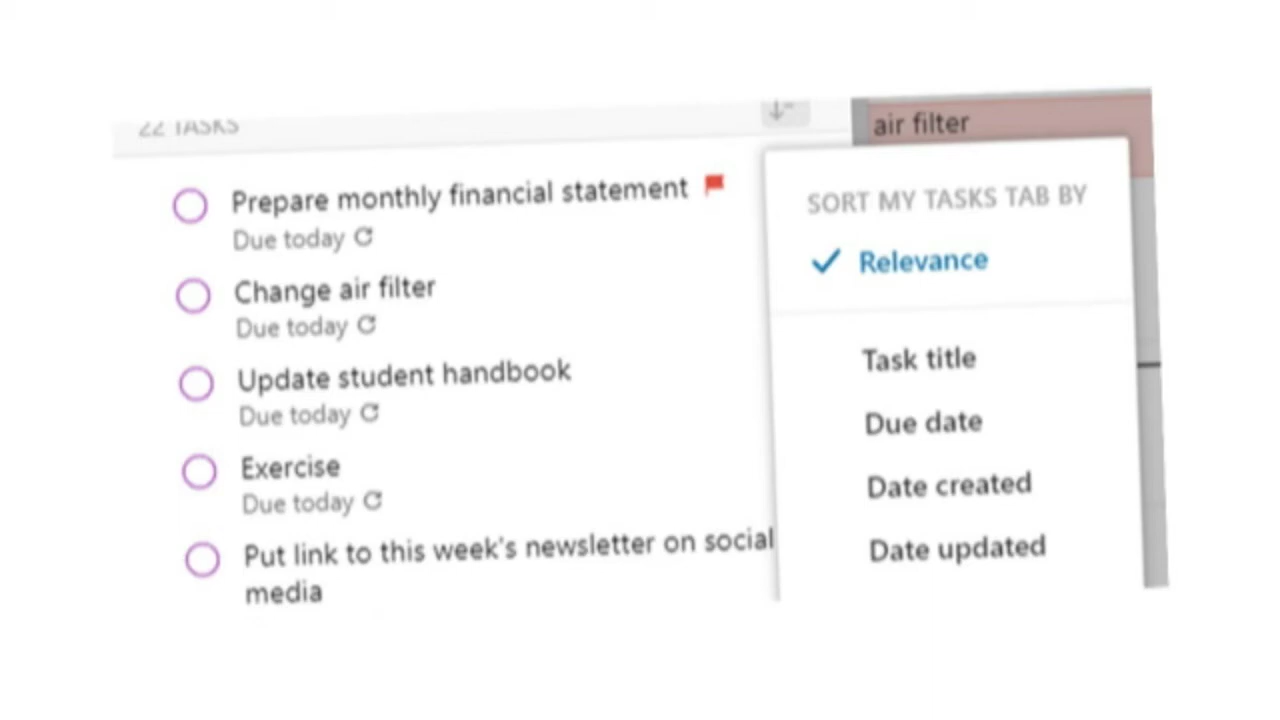 22 TASKS
air filter
Prepare monthly financial statement
Due today
Change air filter
Due today
Update student handbook
Due today
Exercise
Due today
Put link to this week's newsletter on social
media
SORT MY TASKS TAB BY
Relevance
Task title
Due date
Date created
Date updated